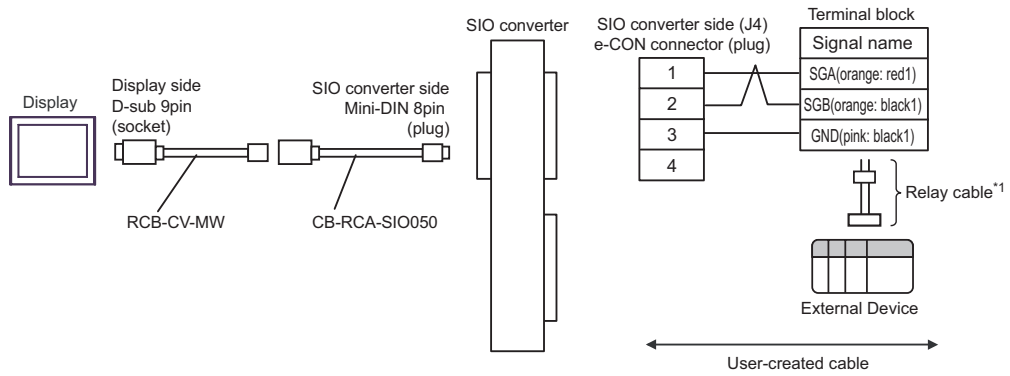 Display
Display side
D-sub 9pin
(socket)
RCB-CV-MW
SIO converter side
Mini-DIN 8pin
(plug)
CB-RCA-SIO050
SIO converter
SIO converter side (J4)
e-CON connector (plug)
1
2
3
4
Terminal block
Signal name
SGA(orange: red1)
SGB(orange: black1)
GND(pink: black1)
Relay cable*1
External Device
User-created cable